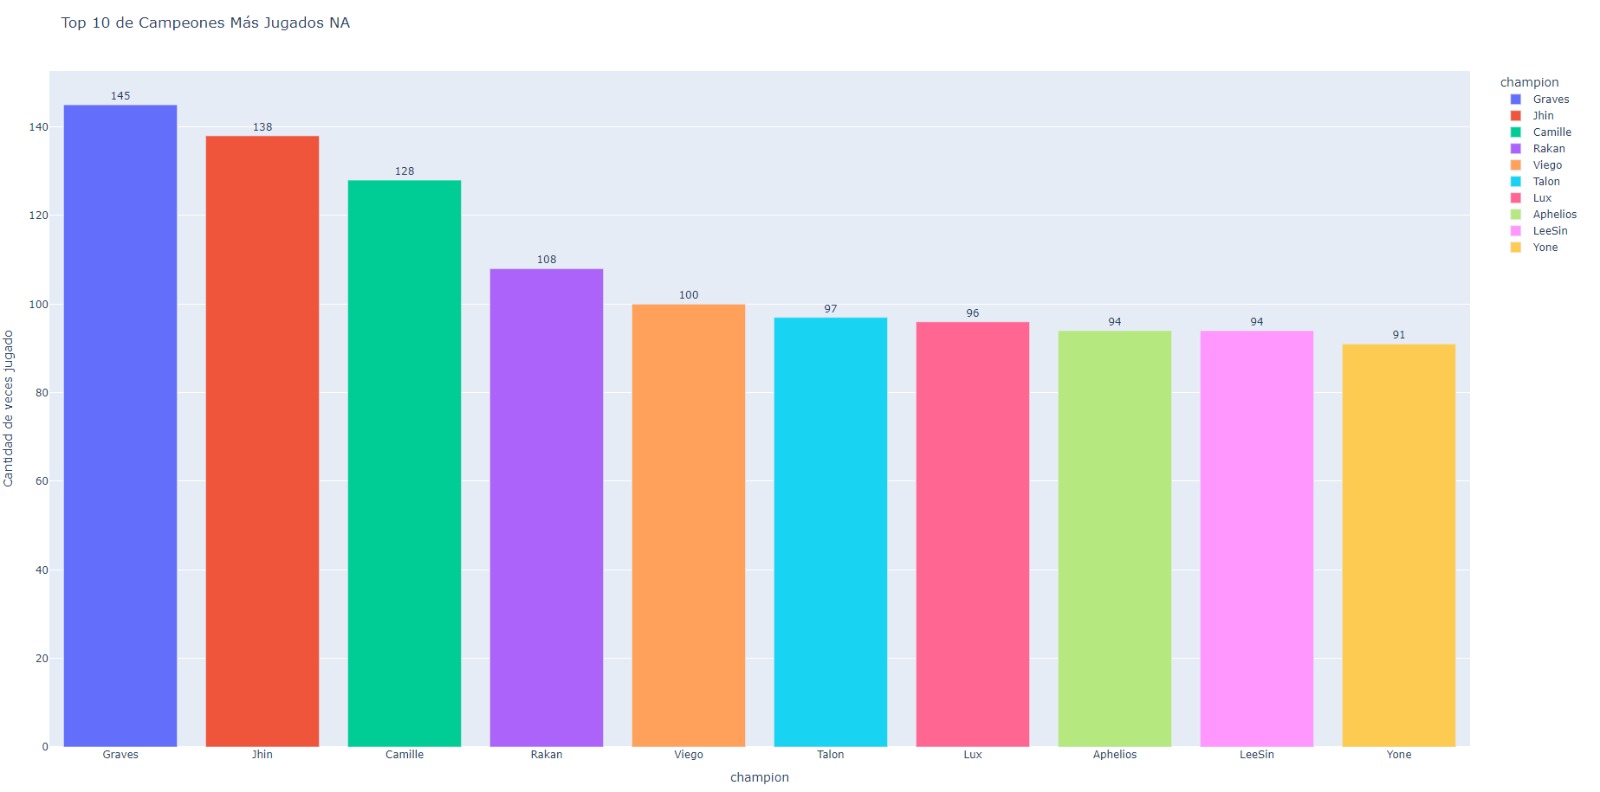 Top 10 de Campeones Más Jugados NA
Cantidad de veces jugado
140
120
100
80
60
40
20
0
145
138
128
108
100
97
96
94
94
91
Graves
Jhin
Camille
Rakan
Viego
Talon
Lux
Aphelios
LeeSin
Yone
champion
champion
Graves
Jhin
Camille
Rakan
Viego
Talon
Lux
Aphelios
LeeSin
Yone